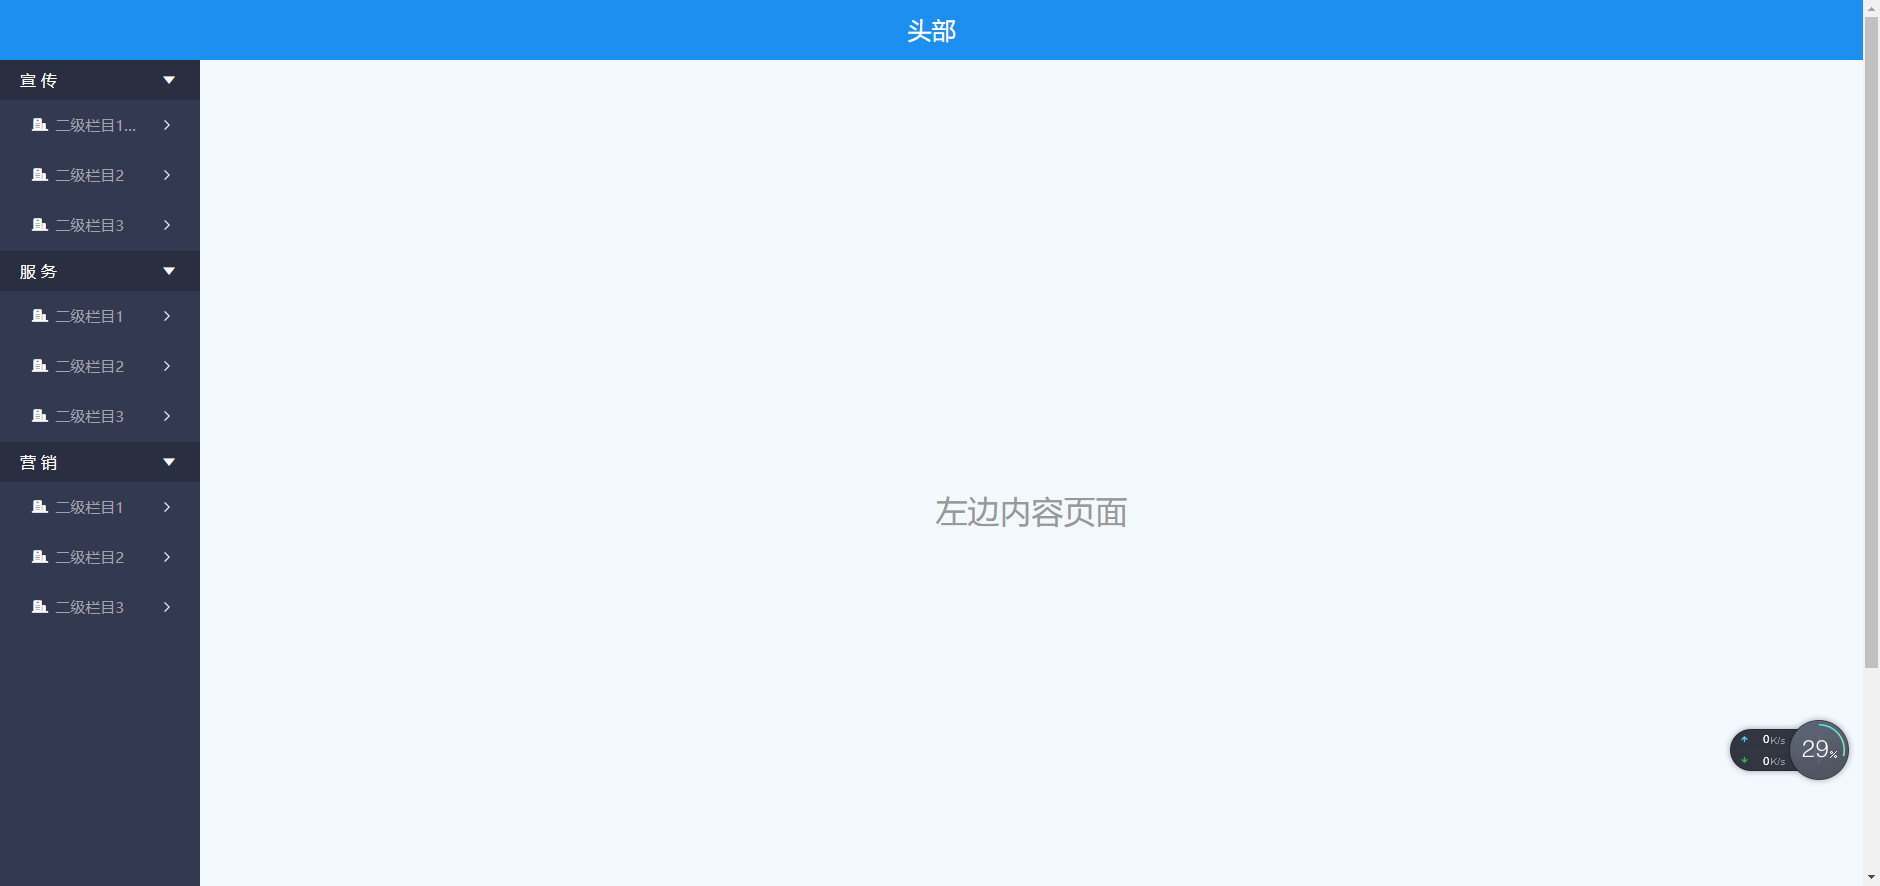 头部
宣 传
二级栏目1...
二级栏目2
二级栏目3
服 务
二级栏目1
二级栏目2
二级栏目3
营 销
二级栏目1
二级栏目2
二级栏目3
左边内容页面
0K/s
0K/s
29%